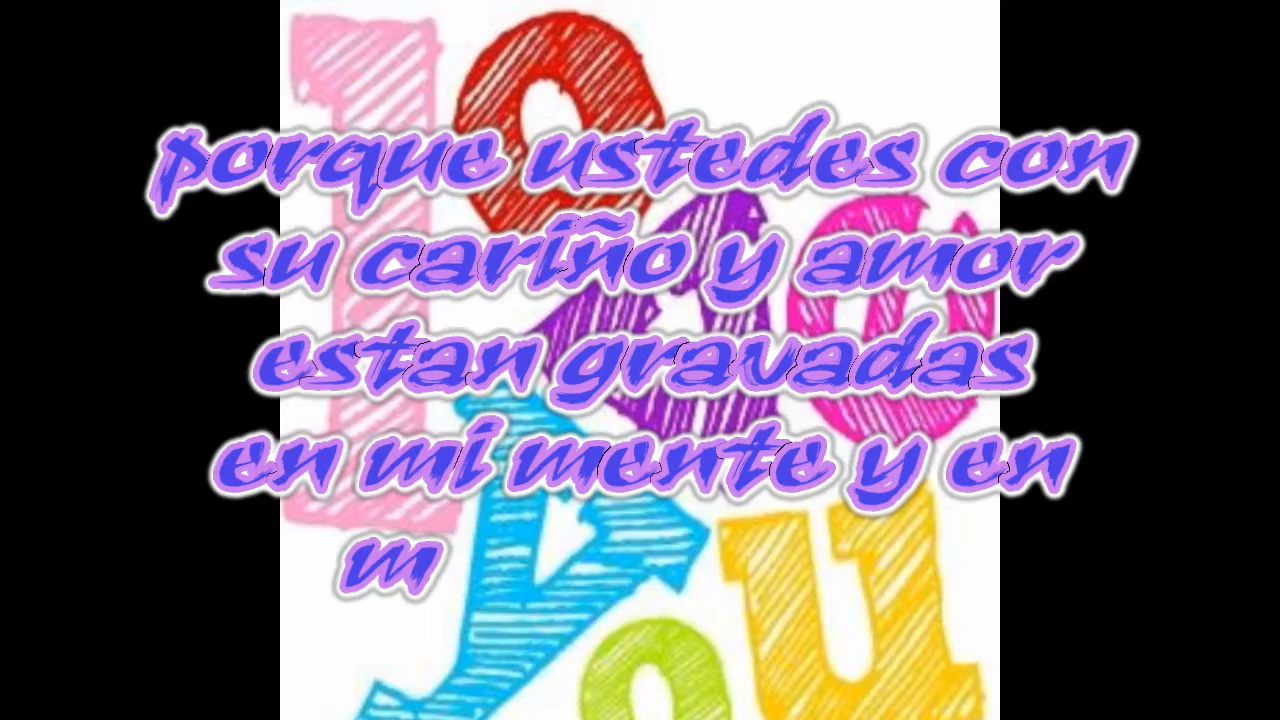 porque ustedes con
su cariño y amor
estan gravadas
en mi mente y en
m